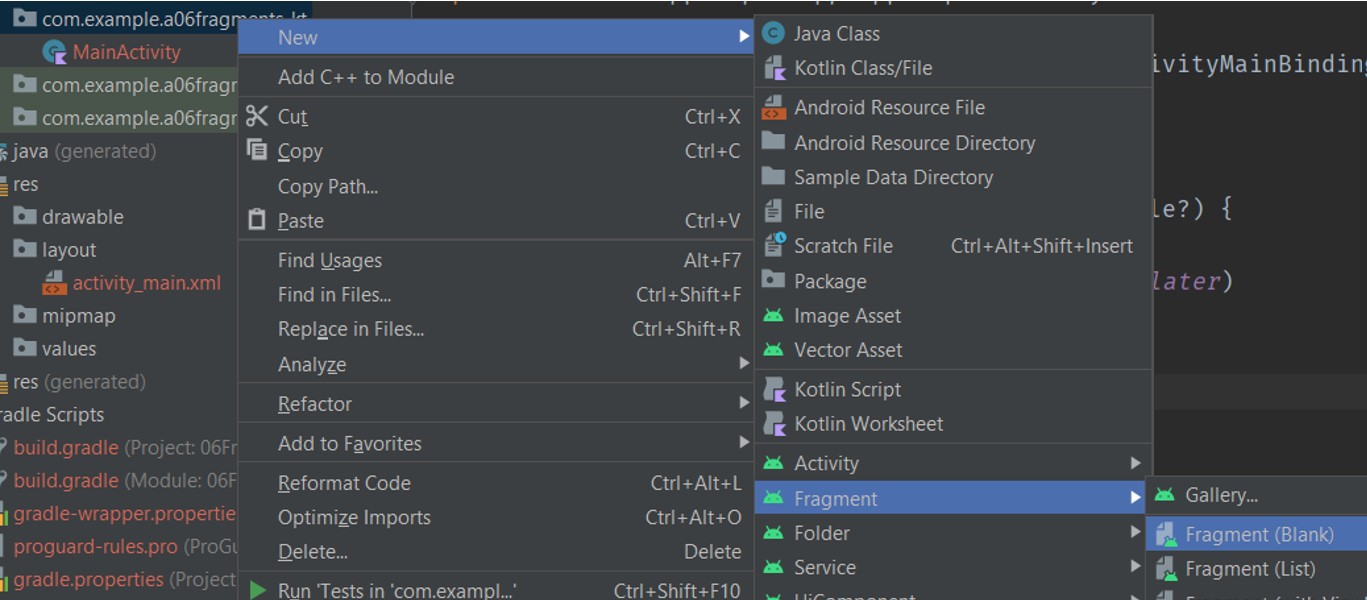 com.example.a06fragments_kt
MainActivity
com.example.a06fragr
com.example.a06fragr
java (generated)
res
drawable
layout
activity_main.xml
mipmap
values
res (generated)
radle Scripts
build.gradle (Project: 06Fr
build.gradle (Module: 06F
gradle-wrapper.propertie
proguard-rules.pro (ProGu
gradle.properties (Project
New
Add C++ to Module
Cut Ctrl+X
Copy Ctrl+C
Copy Path...
Paste Ctrl+V
Find Usages Alt+F7
Find in Files... Ctrl+Shift+F
Replace in Files... Ctrl+Shift+R
Analyze
Refactor
Add to Favorites
Reformat Code Ctrl+Alt+L
Optimize Imports Ctrl+Alt+O
Delete... Delete
Run 'Tests in 'com.exampl...' Ctrl+Shift+F10
Java Class
Kotlin Class/File
Android Resource File
Android Resource Directory
Sample Data Directory
File
Scratch File Ctrl+Alt+Shift+Insert
Package
Image Asset
Vector Asset
Kotlin Script
Kotlin Worksheet
Activity
Fragment
Folder
Service
UiComponent
Gallery...
Fragment (Blank)
Fragment (List)
ivityMainBinding
le?) {
later)